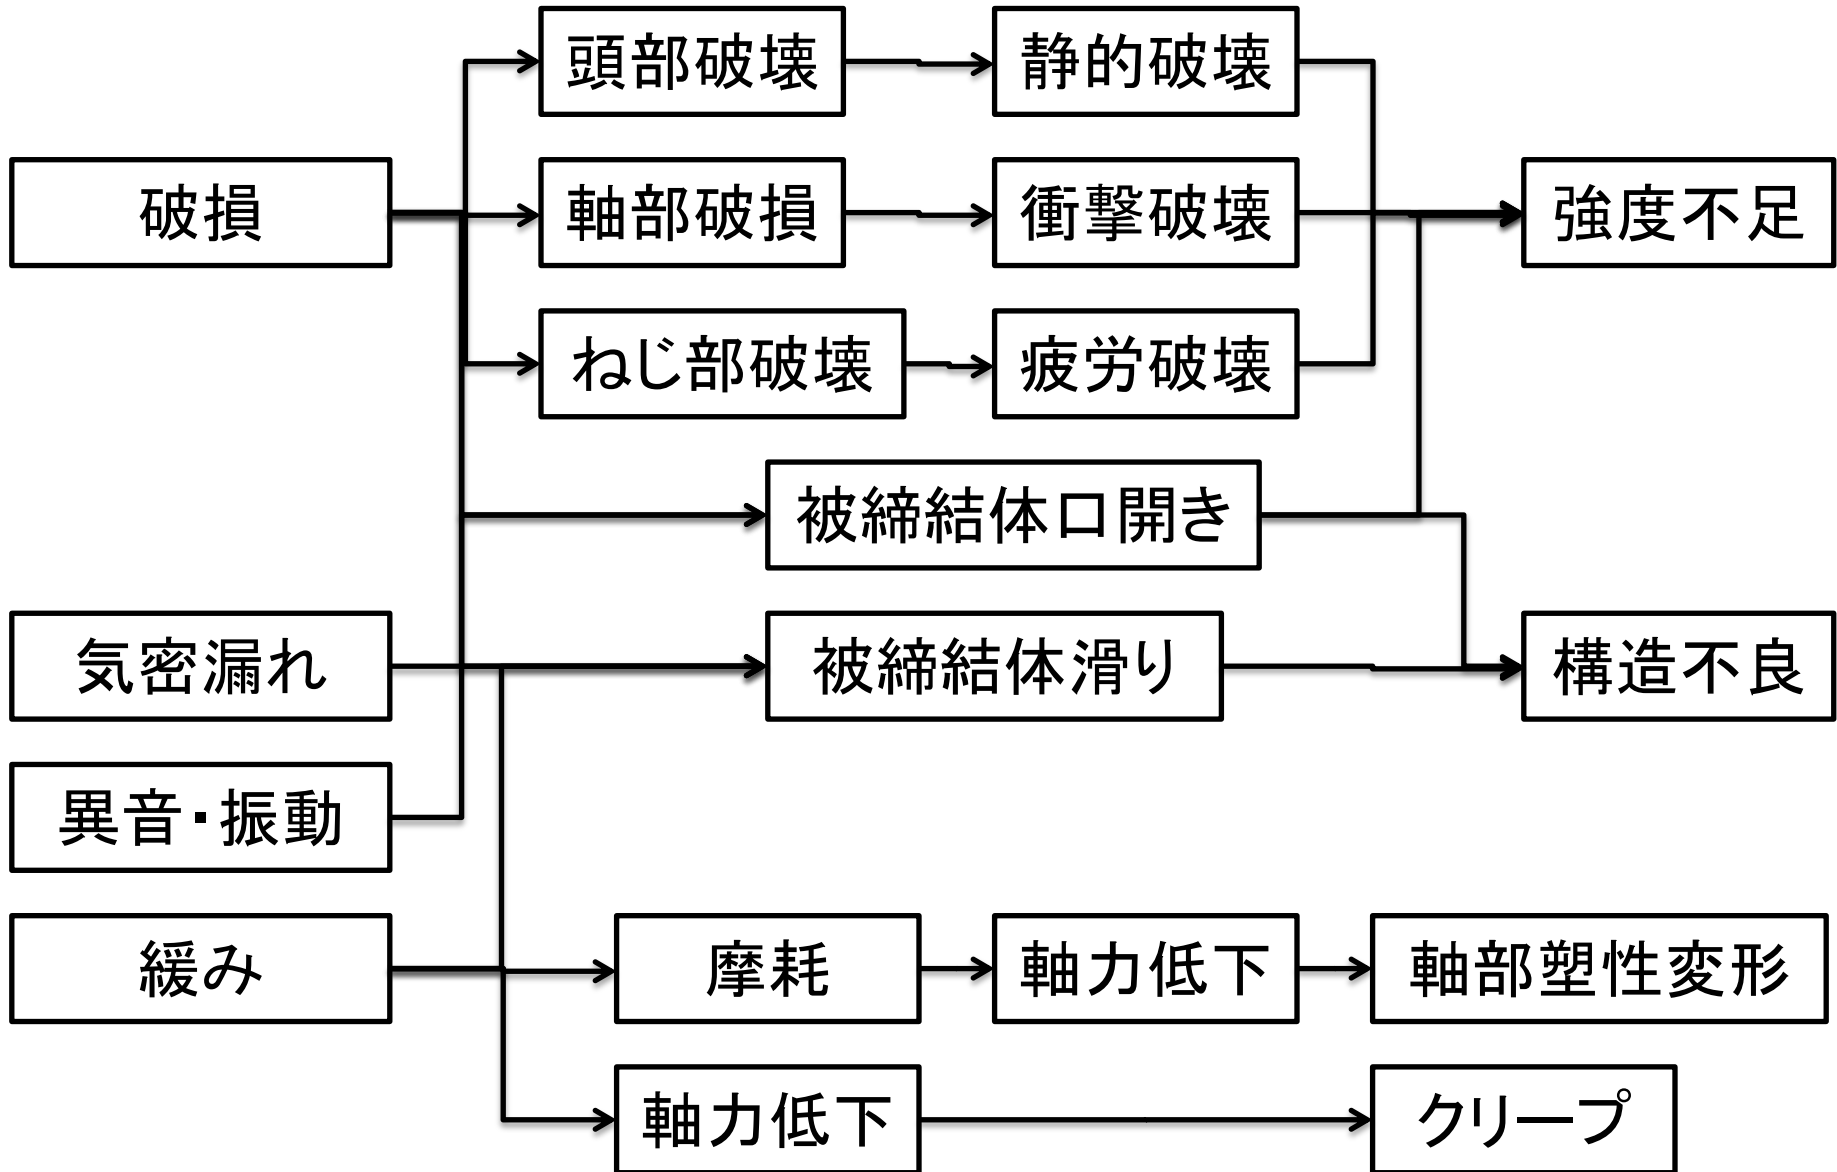 頭部破壊
静的破壊
破損
軸部破損
衝撃破壊
強度不足
ねじ部破壊
疲労破壊
被締結体口開き
気密漏れ
被締結体滑り
構造不良
異音・振動
緩み
摩耗
軸力低下
軸部塑性変形
軸力低下
クリープ